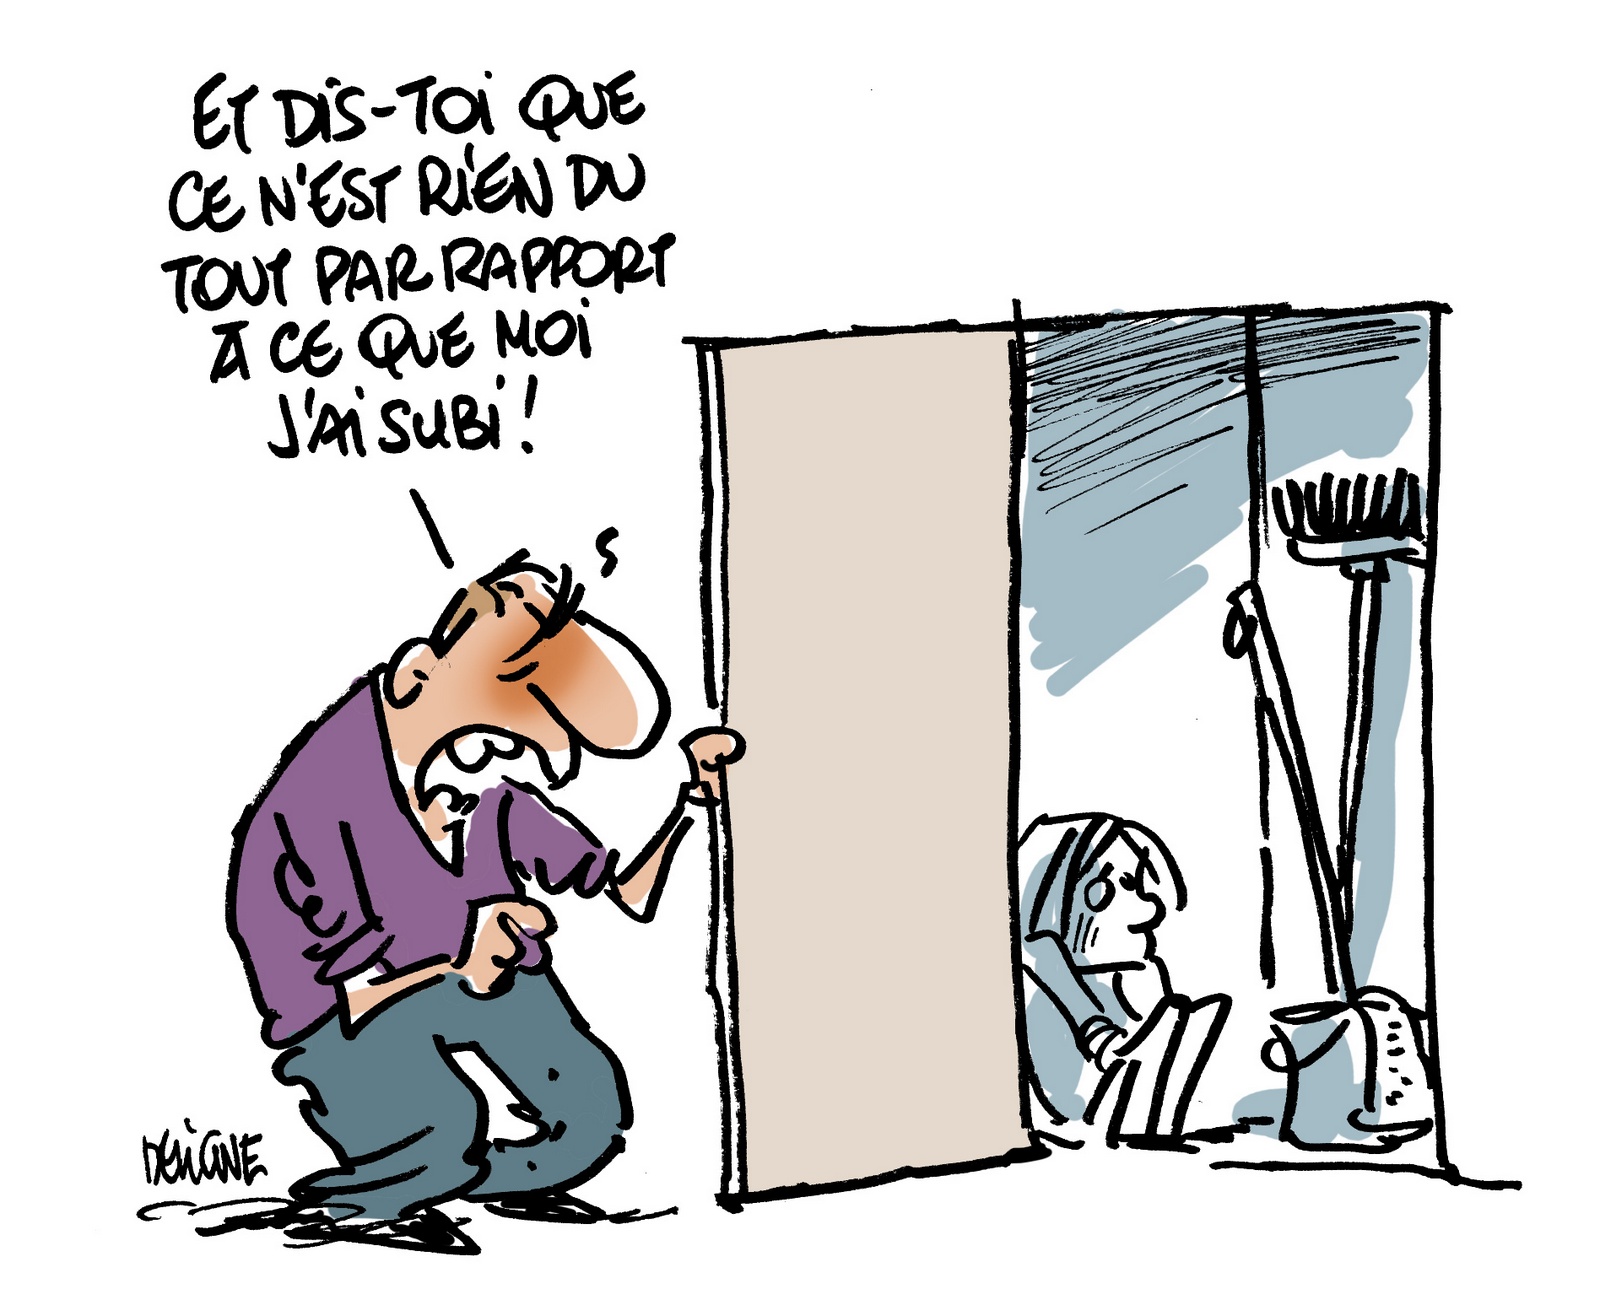 ET DIS-TOI QUE
CE N'EST RIEN DU
TOUT PAR RAPPORT
À CE QUE MOI
J'AI SUBI !
DELIGNE